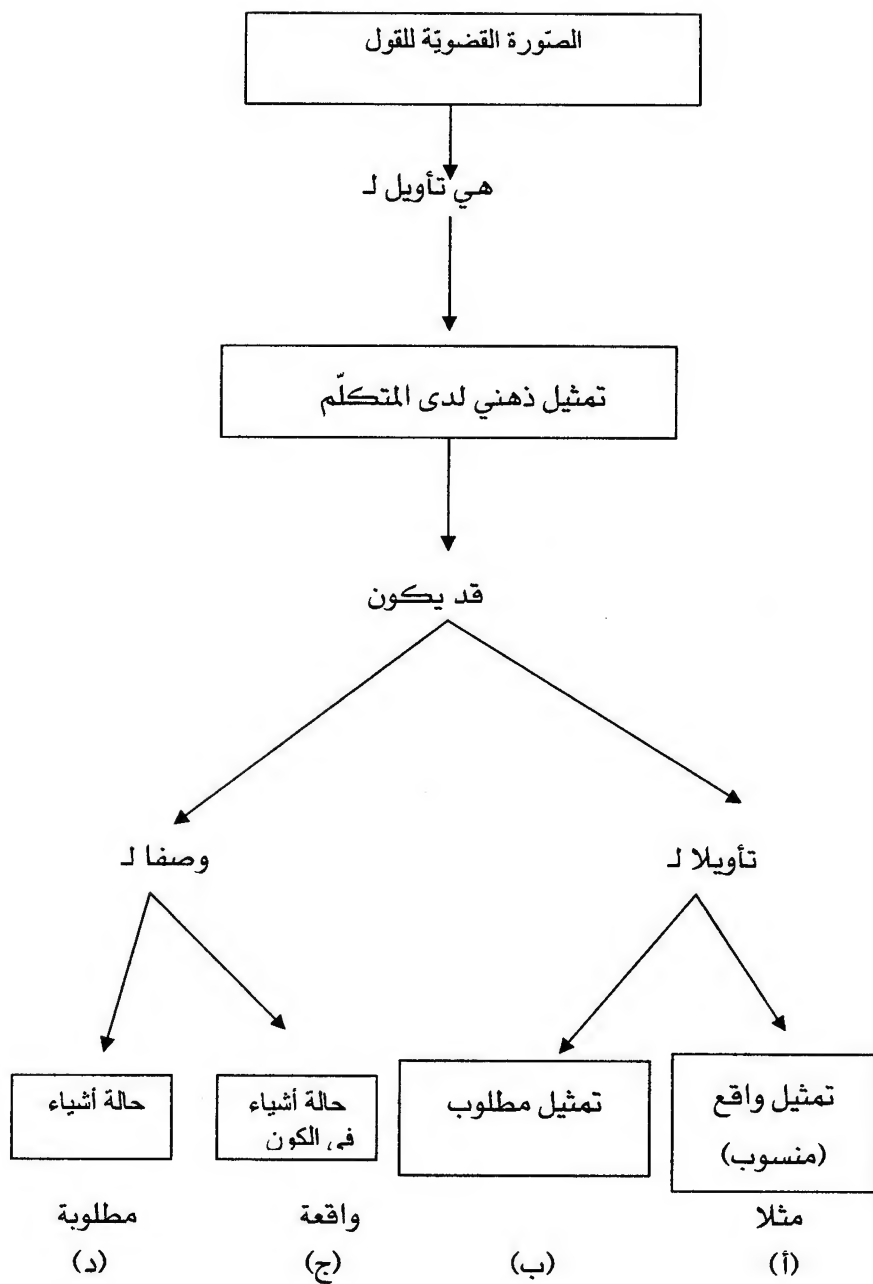 الصّورة القضويّة للقول
هي تأويل لـ
تمثيل ذهني لدى المتكلّم
قد يكون
تأويلا لـ
وصفا لـ
تمثيل واقع
(منسوب)
مثلا
(أ)
تمثيل مطلوب
(ب)
حالة أشياء
في الكون
واقعة
(ج)
حالة أشياء
مطلوبة
(د)